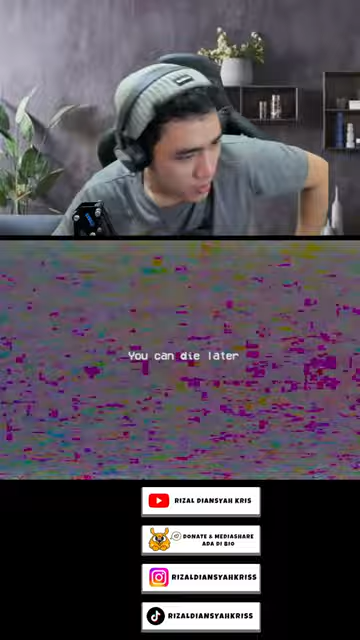 You can die later
RIZAL DIANSYAH KRIS
DONATE & MEDIASHARE
ADA DI BIO
RIZALDIANSYAHKRISS
RIZALDIANSYAHKRISS